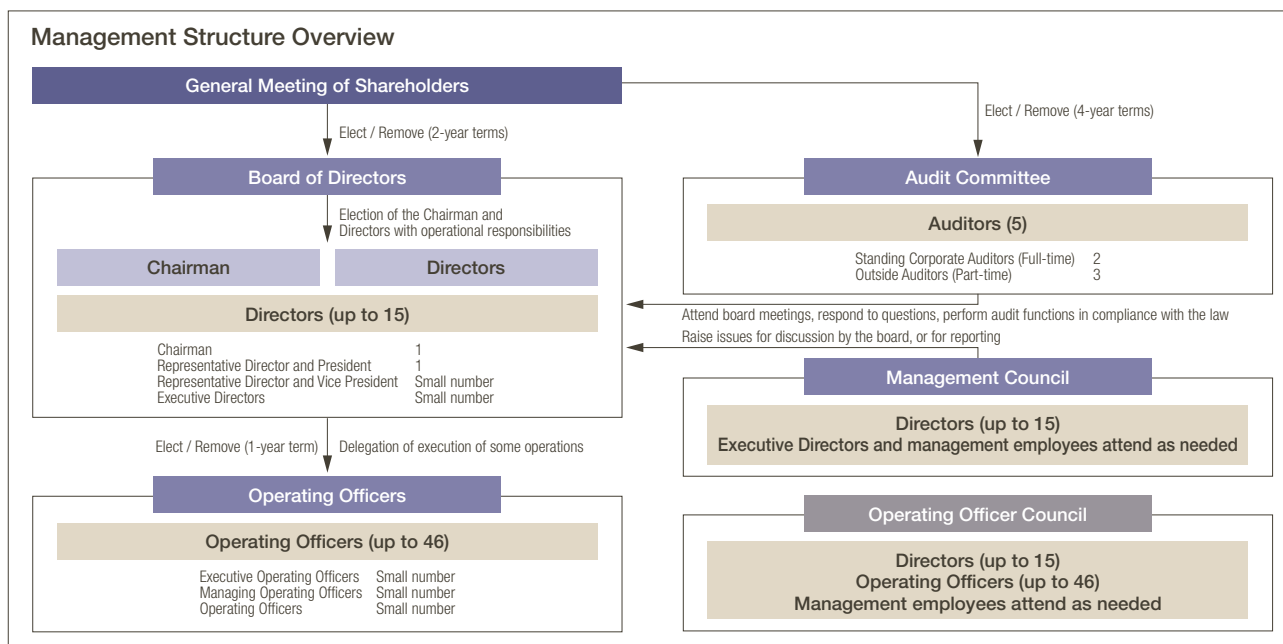 Management Structure Overview
General Meeting of Shareholders
Elect / Remove (2-year terms)
Elect / Remove (4-year terms)
Board of Directors
Election of the Chairman and
Directors with operational responsibilities
Chairman
Directors
Directors (up to 15)
Chairman 1
Representative Director and President 1
Representative Director and Vice President Small number
Executive Directors Small number
Audit Committee
Auditors (5)
Standing Corporate Auditors (Full-time) 2
Outside Auditors (Part-time) 3
Attend board meetings, respond to questions, perform audit functions in compliance with the law
Raise issues for discussion by the board, or for reporting
Management Council
Directors (up to 15)
Executive Directors and management employees attend as needed
Elect / Remove (1-year term)
Delegation of execution of some operations
Operating Officers
Operating Officers (up to 46)
Executive Operating Officers Small number
Managing Operating Officers Small number
Operating Officers Small number
Operating Officer Council
Directors (up to 15)
Operating Officers (up to 46)
Management employees attend as needed